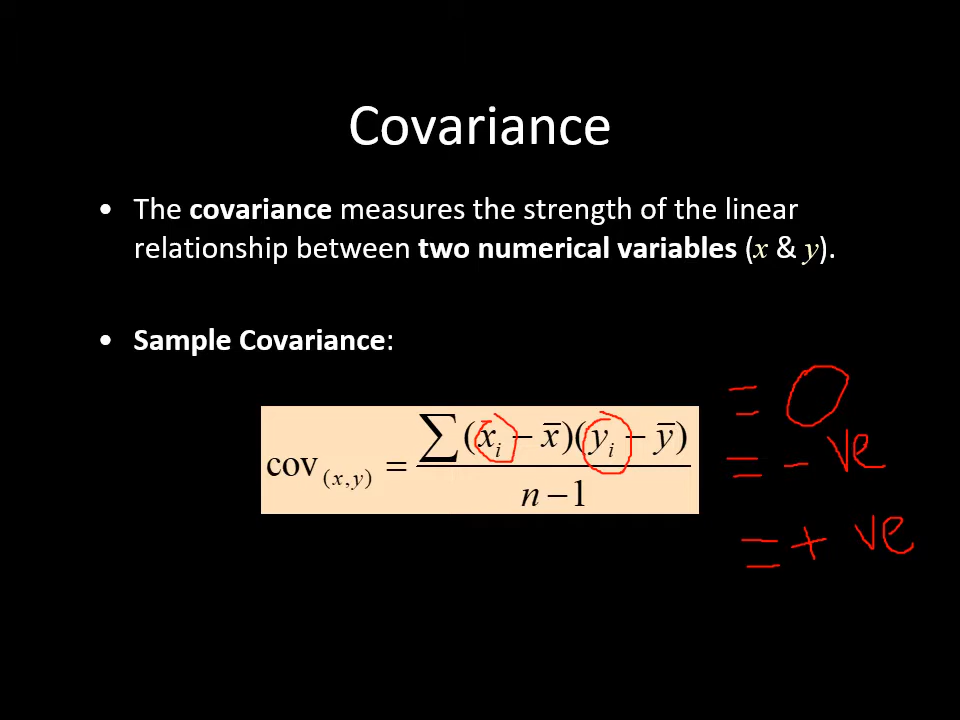 Covariance
• The covariance measures the strength of the linear
relationship between two numerical variables (x & y).
• Sample Covariance:
cov (x,y) = ∑(xᵢ − x̄)(yᵢ − ȳ) / n − 1
= 0
= - ve
= + ve